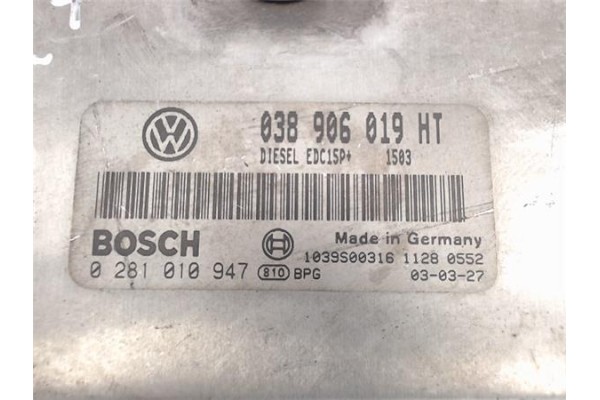 038 906 019 HT
DIESEL EDC15P+ 1503
BOSCH
Made in Germany
1039S00316 1128 0552
0 281 010 947 810 BPG 03-03-27